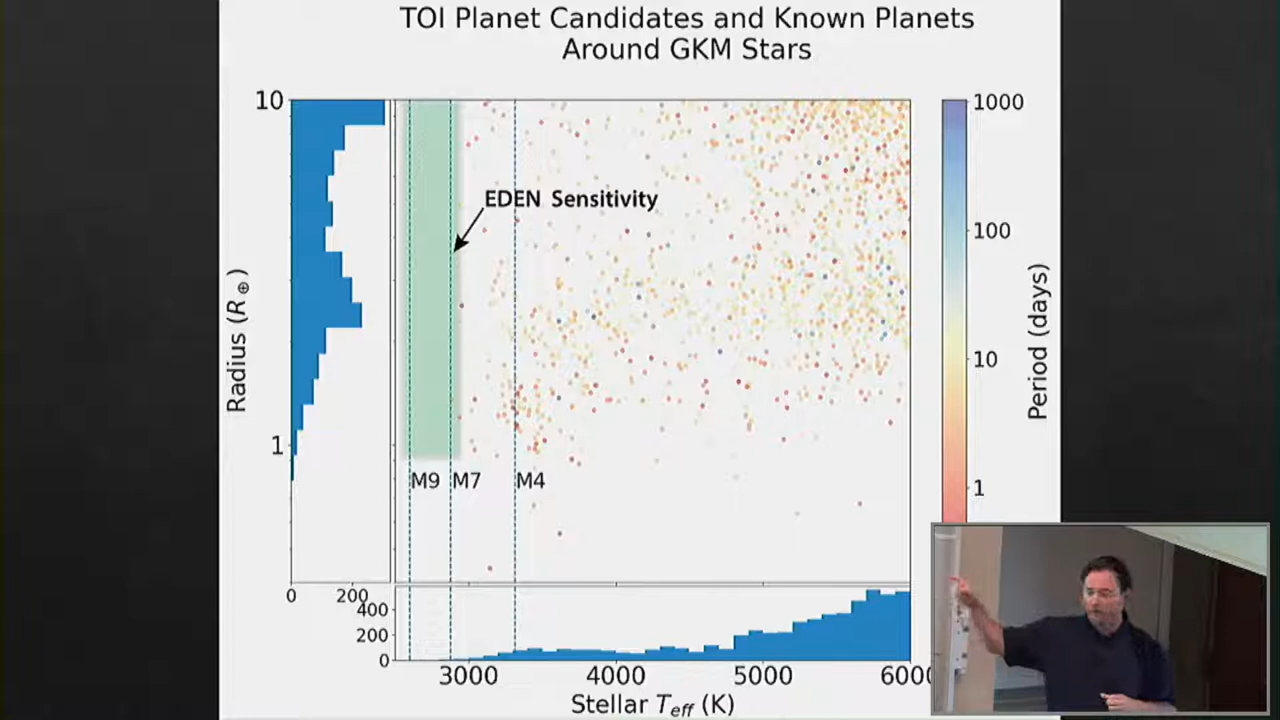 TOI Planet Candidates and Known Planets
Around GKM Stars
10
1
Radius (R⊕)
EDEN Sensitivity
M9
M7
M4
0
200
400
200
0
3000
4000
5000
6000
Stellar Teff (K)
1000
100
10
1
Period (days)